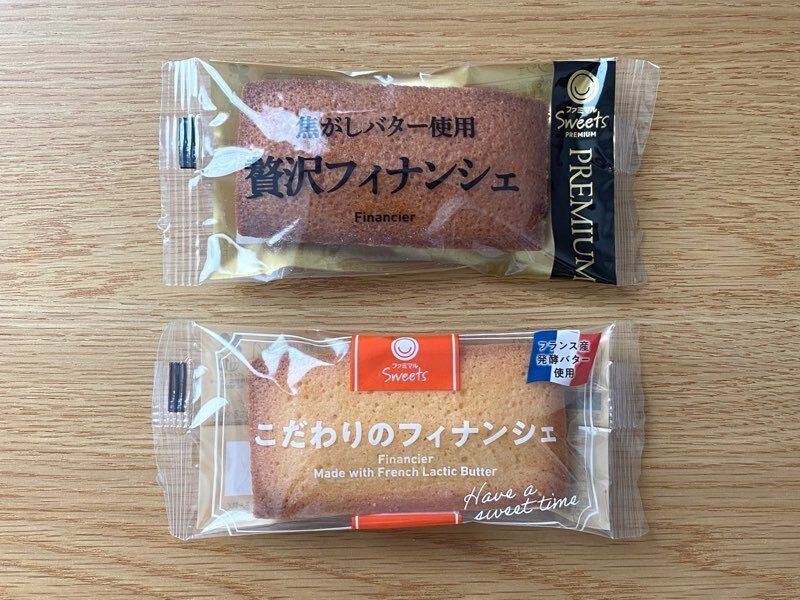 焦がしバター使用
贅沢フィナンシェ
Financier
ファミマル
Sweets
PREMIUM
PREMIUM
ファミマル
Sweets
フランス産
発酵バター
使用
こだわりのフィナンシェ
Financier
Made with French Lactic Butter
Have a
sweet time